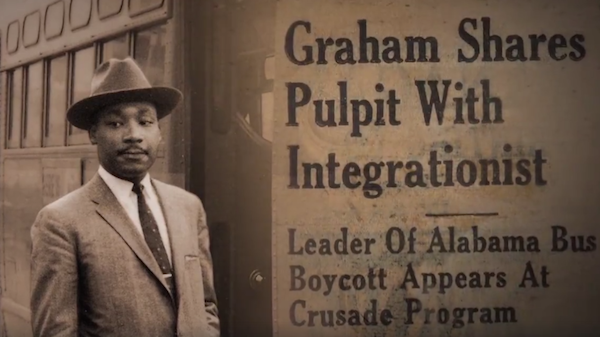 Graham Shares
Pulpit With
Integrationist
Leader Of Alabama Bus
Boycott Appears At
Crusade Program